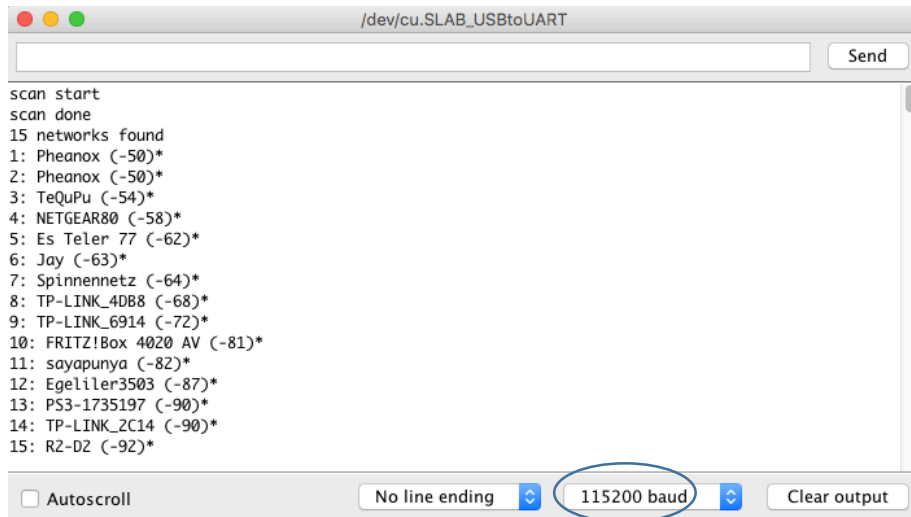 /dev/cu.SLAB_USBtoUART
Send
scan start
scan done
15 networks found
1: Pheanox (-50)*
2: Pheanox (-50)*
3: TeQuPu (-54)*
4: NETGEAR80 (-58)*
5: Es Teler 77 (-62)*
6: Jay (-63)*
7: Spinnennetz (-64)*
8: TP-LINK_4DB8 (-68)*
9: TP-LINK_6914 (-72)*
10: FRITZ!Box 4020 AV (-81)*
11: sayapunya (-82)*
12: Egeliler3503 (-87)*
13: PS3-1735197 (-90)*
14: TP-LINK_2C14 (-90)*
15: R2-D2 (-92)*
Autoscroll No line ending 115200 baud Clear output